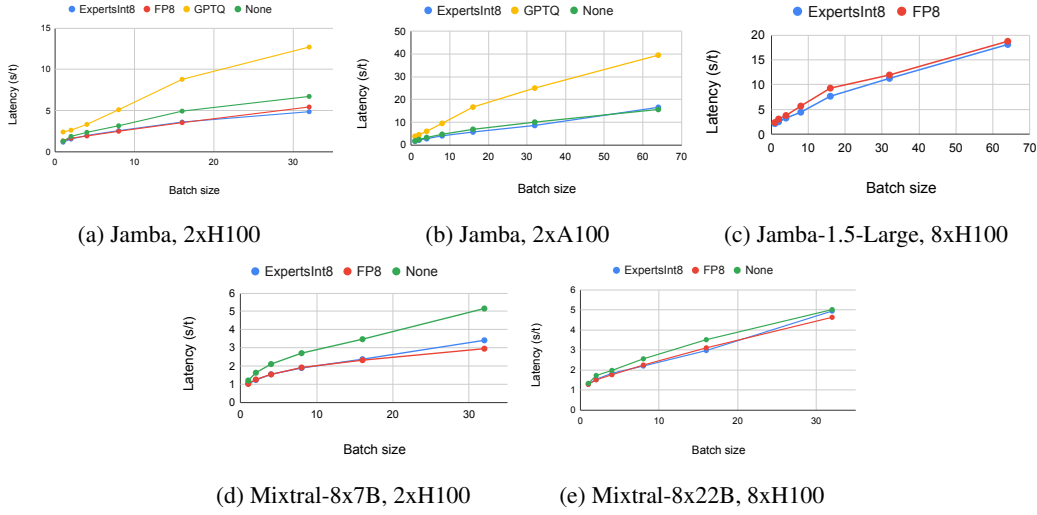 ExpertsInt8 FP8 GPTQ None
Latency (s/t)
15
10
5
0
0 10 20 30
Batch size
(a) Jamba, 2xH100
ExpertsInt8 GPTQ None
Latency (s/t)
50
40
30
20
10
0
0 10 20 30 40 50 60 70
Batch size
(b) Jamba, 2xA100
ExpertsInt8 FP8
Latency (s/t)
20
15
10
5
0
0 10 20 30 40 50 60 70
Batch size
(c) Jamba-1.5-Large, 8xH100
ExpertsInt8 FP8 None
Latency (s/t)
6
5
4
3
2
1
0
0 10 20 30
Batch size
(d) Mixtral-8x7B, 2xH100
ExpertsInt8 FP8 None
Latency (s/t)
6
5
4
3
2
1
0
0 10 20 30
Batch size
(e) Mixtral-8x22B, 8xH100